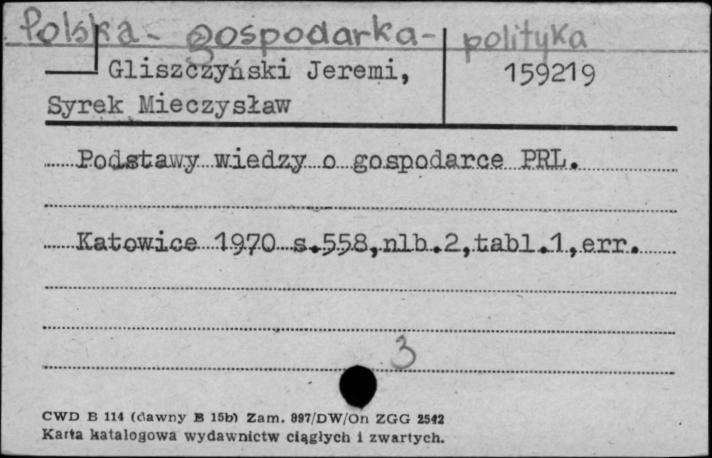 Polska - gospodarka - polityka
Gliszczyński Jeremi, 159219
Syrek Mieczysław
Podstawy wiedzy o gospodarce PRL.
Katowice 1970 s.558,nlb.2,tabl.1,err.
3
CWD B 114 (dawny B 15b) Zam. 897/DW/On ZGG 2542
Karta katalogowa wydawnictw ciągłych i zwartych.